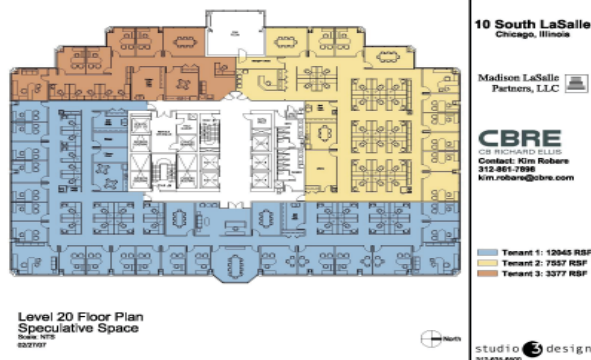 10 South LaSalle
Chicago, Illinois
Madison LaSalle
Partners, LLC
CBRE
CB RICHARD ELLIS
Contact: Kim Robare
312-861-7896
kim.robare@cbre.com
Tenant 1: 12045 RSF
Tenant 2: 7557 RSF
Tenant 3: 3377 RSF
Level 20 Floor Plan
Speculative Space
Scale: NTS
02/27/07
North
studio 3 design